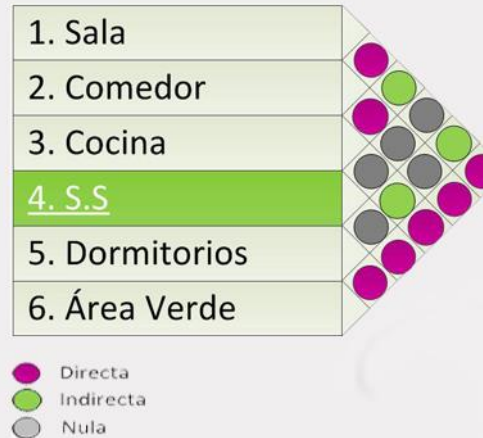 1. Sala
2. Comedor
3. Cocina
4. S.S
5. Dormitorios
6. Área Verde
Directa
Indirecta
Nula